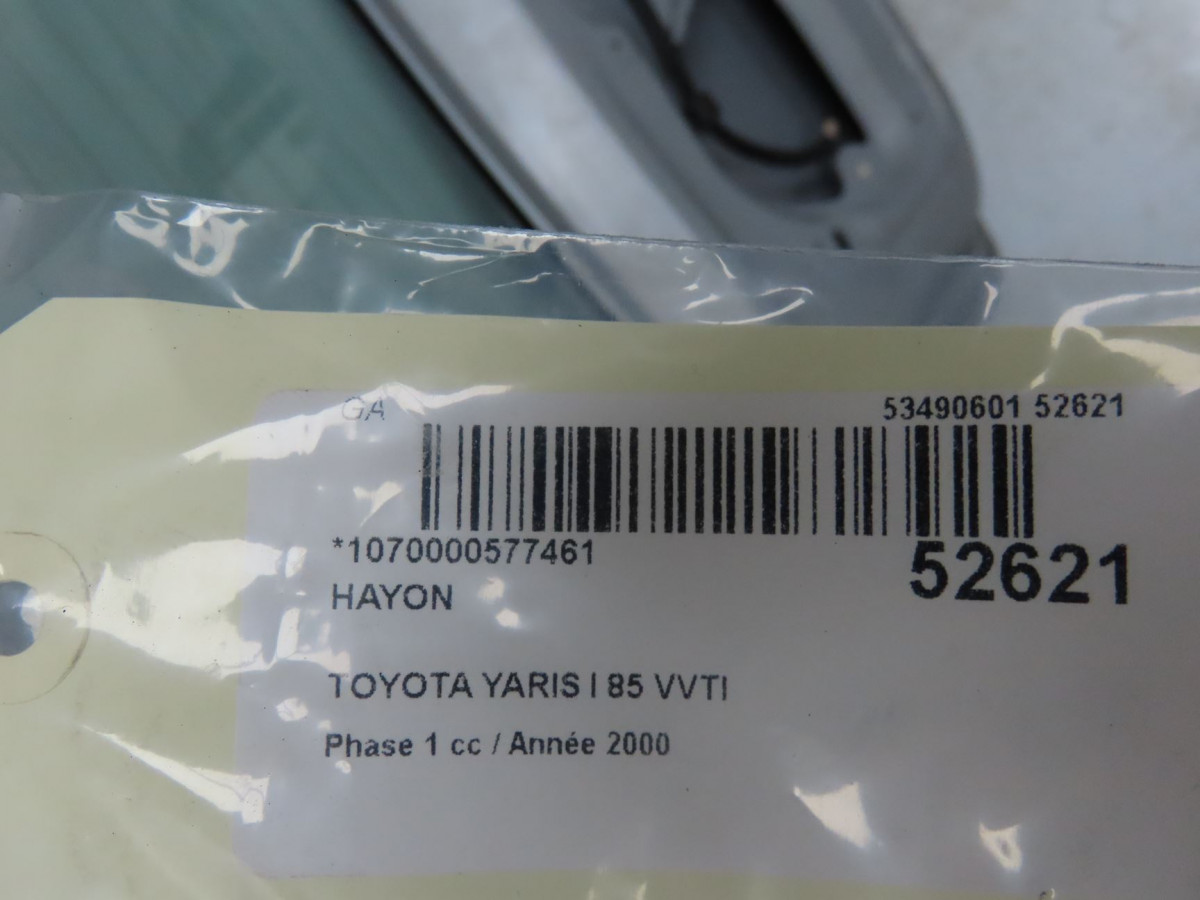 GA 53490601 52621
*1070000577461 52621
HAYON
TOYOTA YARIS I 85 VVTI
Phase 1 cc / Année 2000